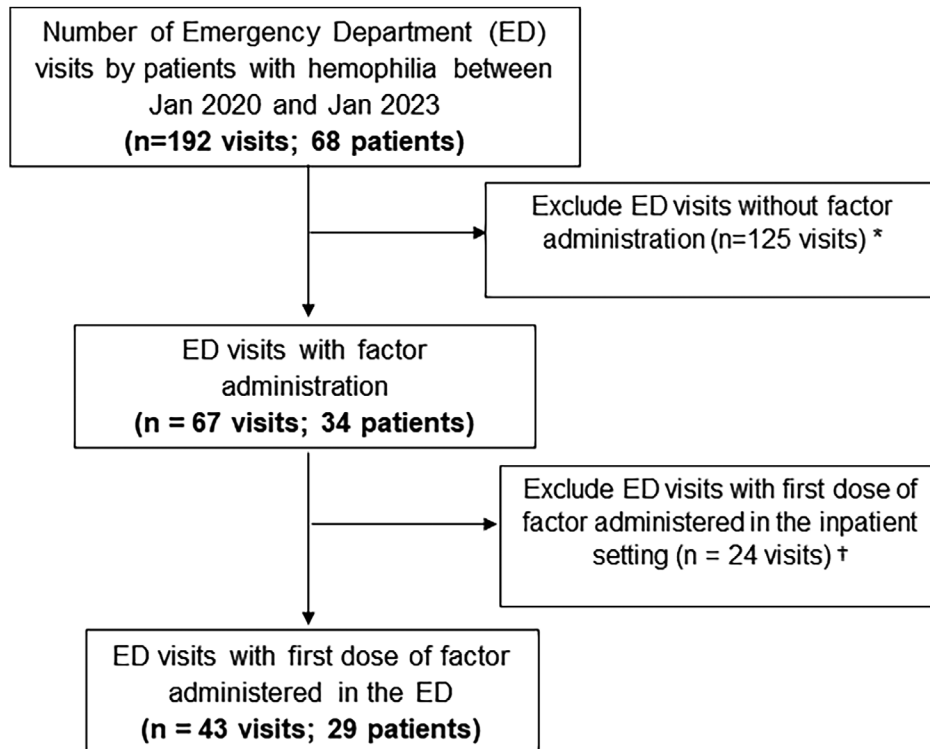 Number of Emergency Department (ED)
visits by patients with hemophilia between
Jan 2020 and Jan 2023
(n=192 visits; 68 patients)
Exclude ED visits without factor
administration (n=125 visits) *
ED visits with factor
administration
(n = 67 visits; 34 patients)
Exclude ED visits with first dose of
factor administered in the inpatient
setting (n = 24 visits) †
ED visits with first dose of factor
administered in the ED
(n = 43 visits; 29 patients)